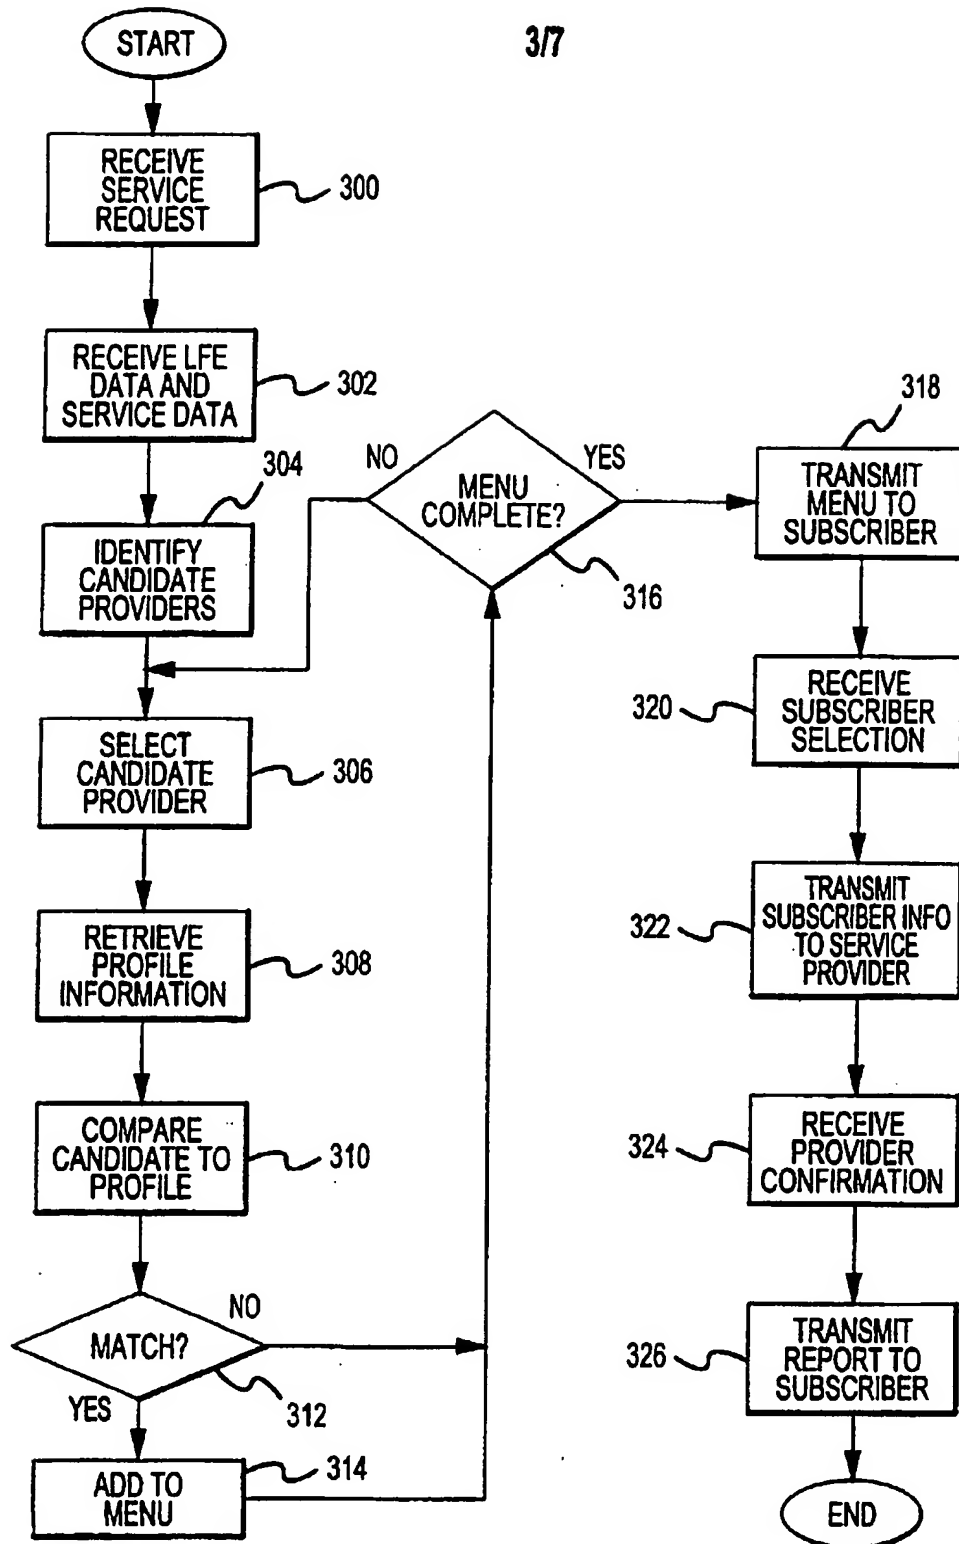 3/7
START
RECEIVE
SERVICE
REQUEST
300
RECEIVE LFE
DATA AND
SERVICE DATA
302
304
IDENTIFY
CANDIDATE
PROVIDERS
SELECT
CANDIDATE
PROVIDER
306
RETRIEVE
PROFILE
INFORMATION
308
COMPARE
CANDIDATE TO
PROFILE
310
MATCH?
NO
YES
312
ADD TO
MENU
314
NO
YES
MENU
COMPLETE?
316
318
TRANSMIT
MENU TO
SUBSCRIBER
320
RECEIVE
SUBSCRIBER
SELECTION
322
TRANSMIT
SUBSCRIBER INFO
TO SERVICE
PROVIDER
324
RECEIVE
PROVIDER
CONFIRMATION
326
TRANSMIT
REPORT TO
SUBSCRIBER
END